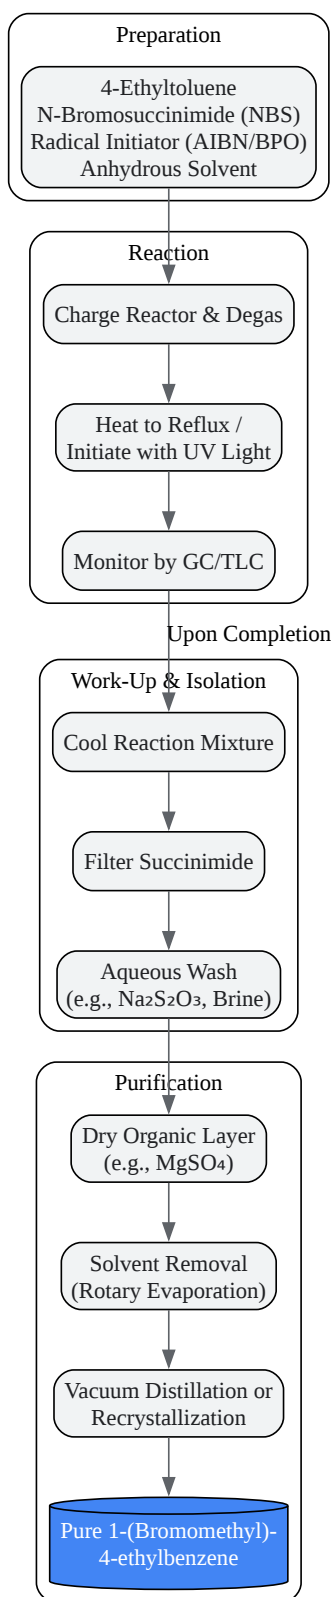 Preparation
4-Ethyltoluene
N-Bromosuccinimide (NBS)
Radical Initiator (AIBN/BPO)
Anhydrous Solvent
Reaction
Charge Reactor & Degas
Heat to Reflux /
Initiate with UV Light
Monitor by GC/TLC
Upon Completion
Work-Up & Isolation
Cool Reaction Mixture
Filter Succinimide
Aqueous Wash
(e.g., Na₂S₂O₃, Brine)
Purification
Dry Organic Layer
(e.g., MgSO₄)
Solvent Removal
(Rotary Evaporation)
Vacuum Distillation or
Recrystallization
Pure 1-(Bromomethyl)-
4-ethylbenzene